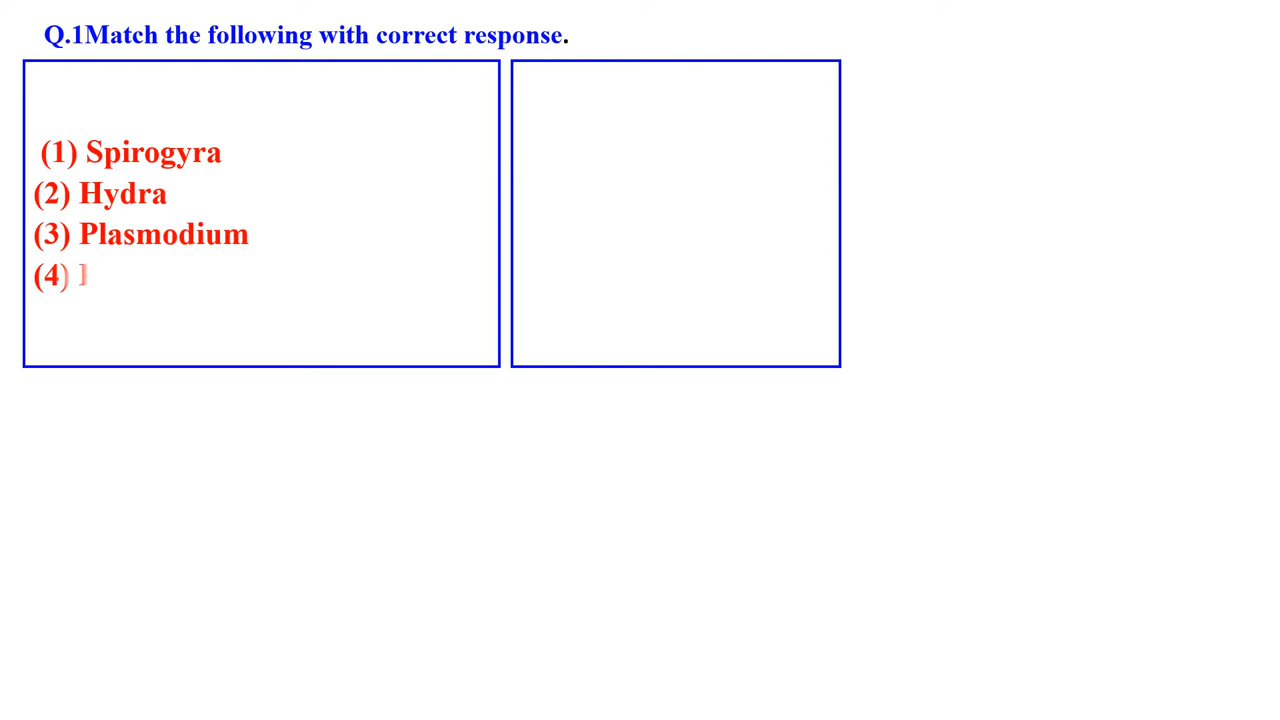 Q.1Match the following with correct response.
(1) Spirogyra
(2) Hydra
(3) Plasmodium
(4)